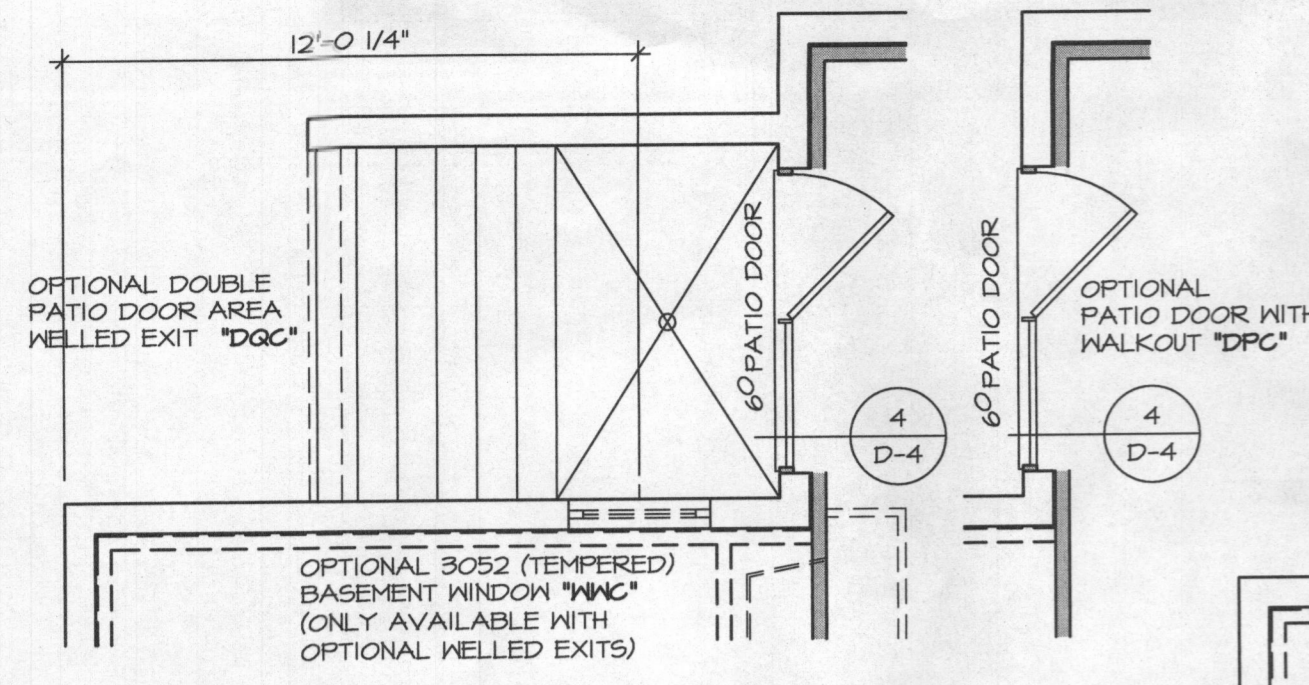 12'-0 1/4"
OPTIONAL DOUBLE
PATIO DOOR AREA
WELLED EXIT "DQC"
6⁰ PATIO DOOR
4
D-4
6⁰ PATIO DOOR
OPTIONAL
PATIO DOOR WITH
WALKOUT "DPC"
4
D-4
OPTIONAL 3052 (TEMPERED)
BASEMENT WINDOW "WWC"
(ONLY AVAILABLE WITH
OPTIONAL WELLED EXITS)